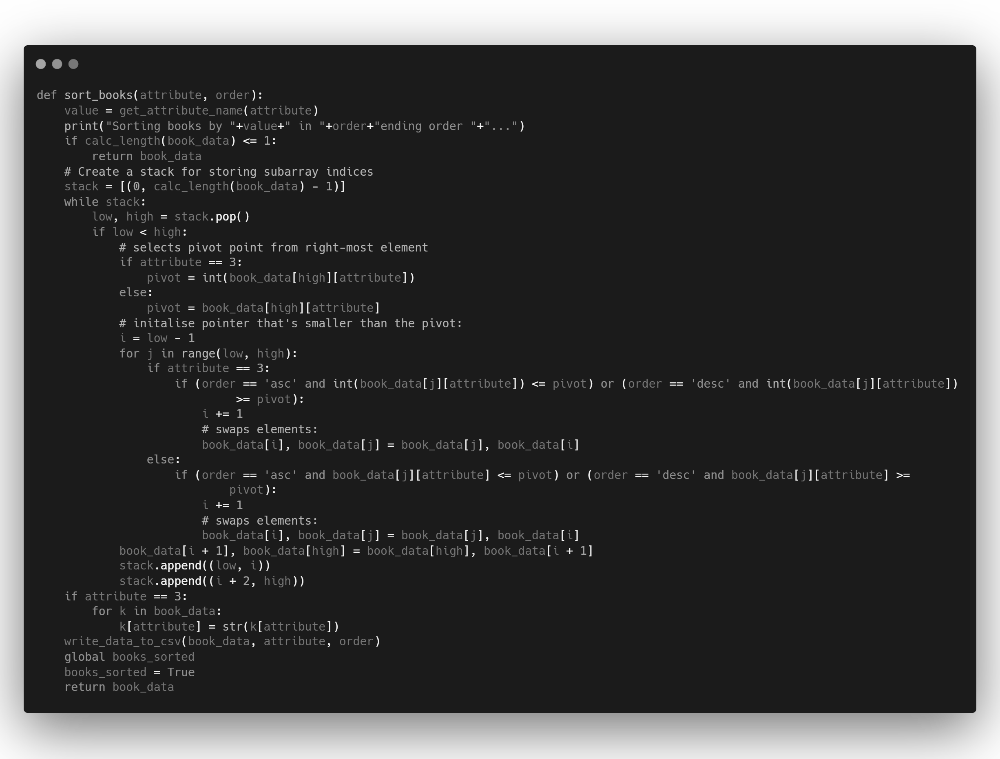 def sort_books(attribute, order):
    value = get_attribute_name(attribute)
    print("Sorting books by "+value+" in "+order+"ending order "+"...")
    if calc_length(book_data) <= 1:
        return book_data
    # Create a stack for storing subarray indices
    stack = [(0, calc_length(book_data) - 1)]
    while stack:
        low, high = stack.pop()
        if low < high:
            # selects pivot point from right-most element
            if attribute == 3:
                pivot = int(book_data[high][attribute])
            else:
                pivot = book_data[high][attribute]
            # initalise pointer that's smaller than the pivot:
            i = low - 1
            for j in range(low, high):
                if attribute == 3:
                    if (order == 'asc' and int(book_data[j][attribute]) <= pivot) or (order == 'desc' and int(book_data[j][attribute])
                             >= pivot):
                        i += 1
                        # swaps elements:
                        book_data[i], book_data[j] = book_data[j], book_data[i]
                else:
                    if (order == 'asc' and book_data[j][attribute] <= pivot) or (order == 'desc' and book_data[j][attribute] >=
                            pivot):
                        i += 1
                        # swaps elements:
                        book_data[i], book_data[j] = book_data[j], book_data[i]
            book_data[i + 1], book_data[high] = book_data[high], book_data[i + 1]
            stack.append((low, i))
            stack.append((i + 2, high))
    if attribute == 3:
        for k in book_data:
            k[attribute] = str(k[attribute])
    write_data_to_csv(book_data, attribute, order)
    global books_sorted
    books_sorted = True
    return book_data